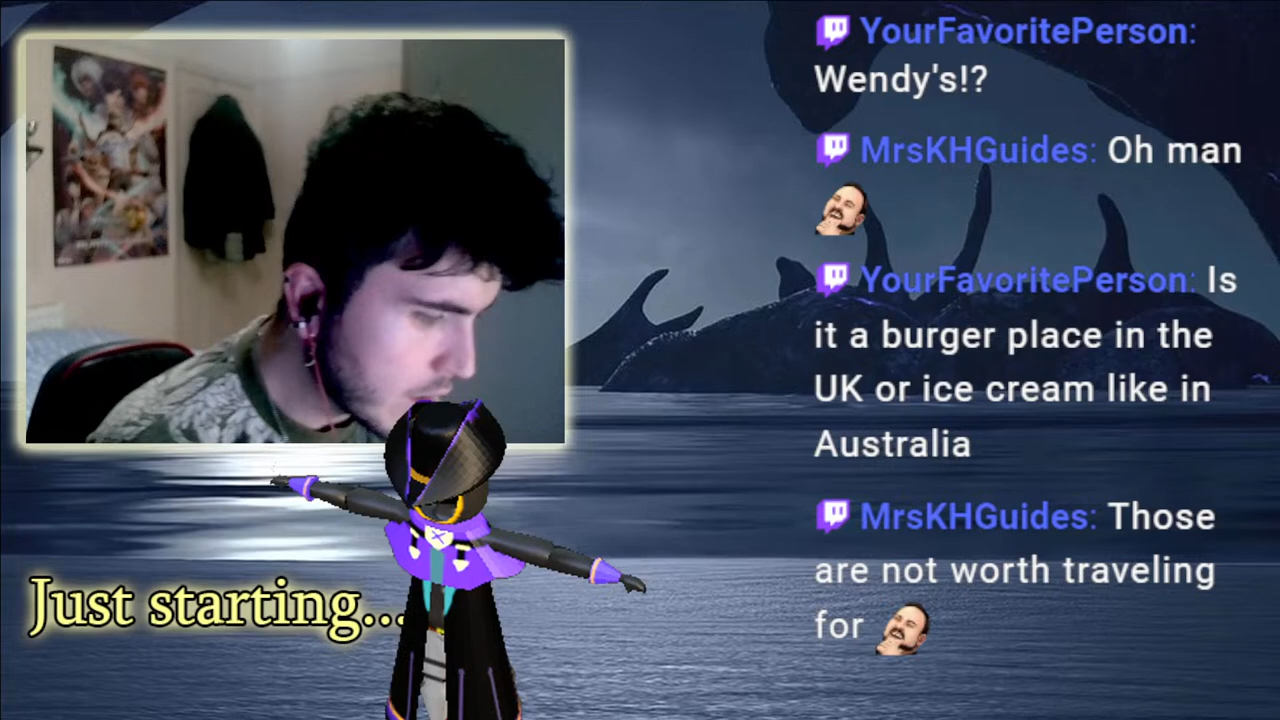 YourFavoritePerson:
Wendy's!?
MrsKHGuides: Oh man
YourFavoritePerson: Is
it a burger place in the
UK or ice cream like in
Australia
MrsKHGuides: Those
are not worth traveling
for
Just starting...